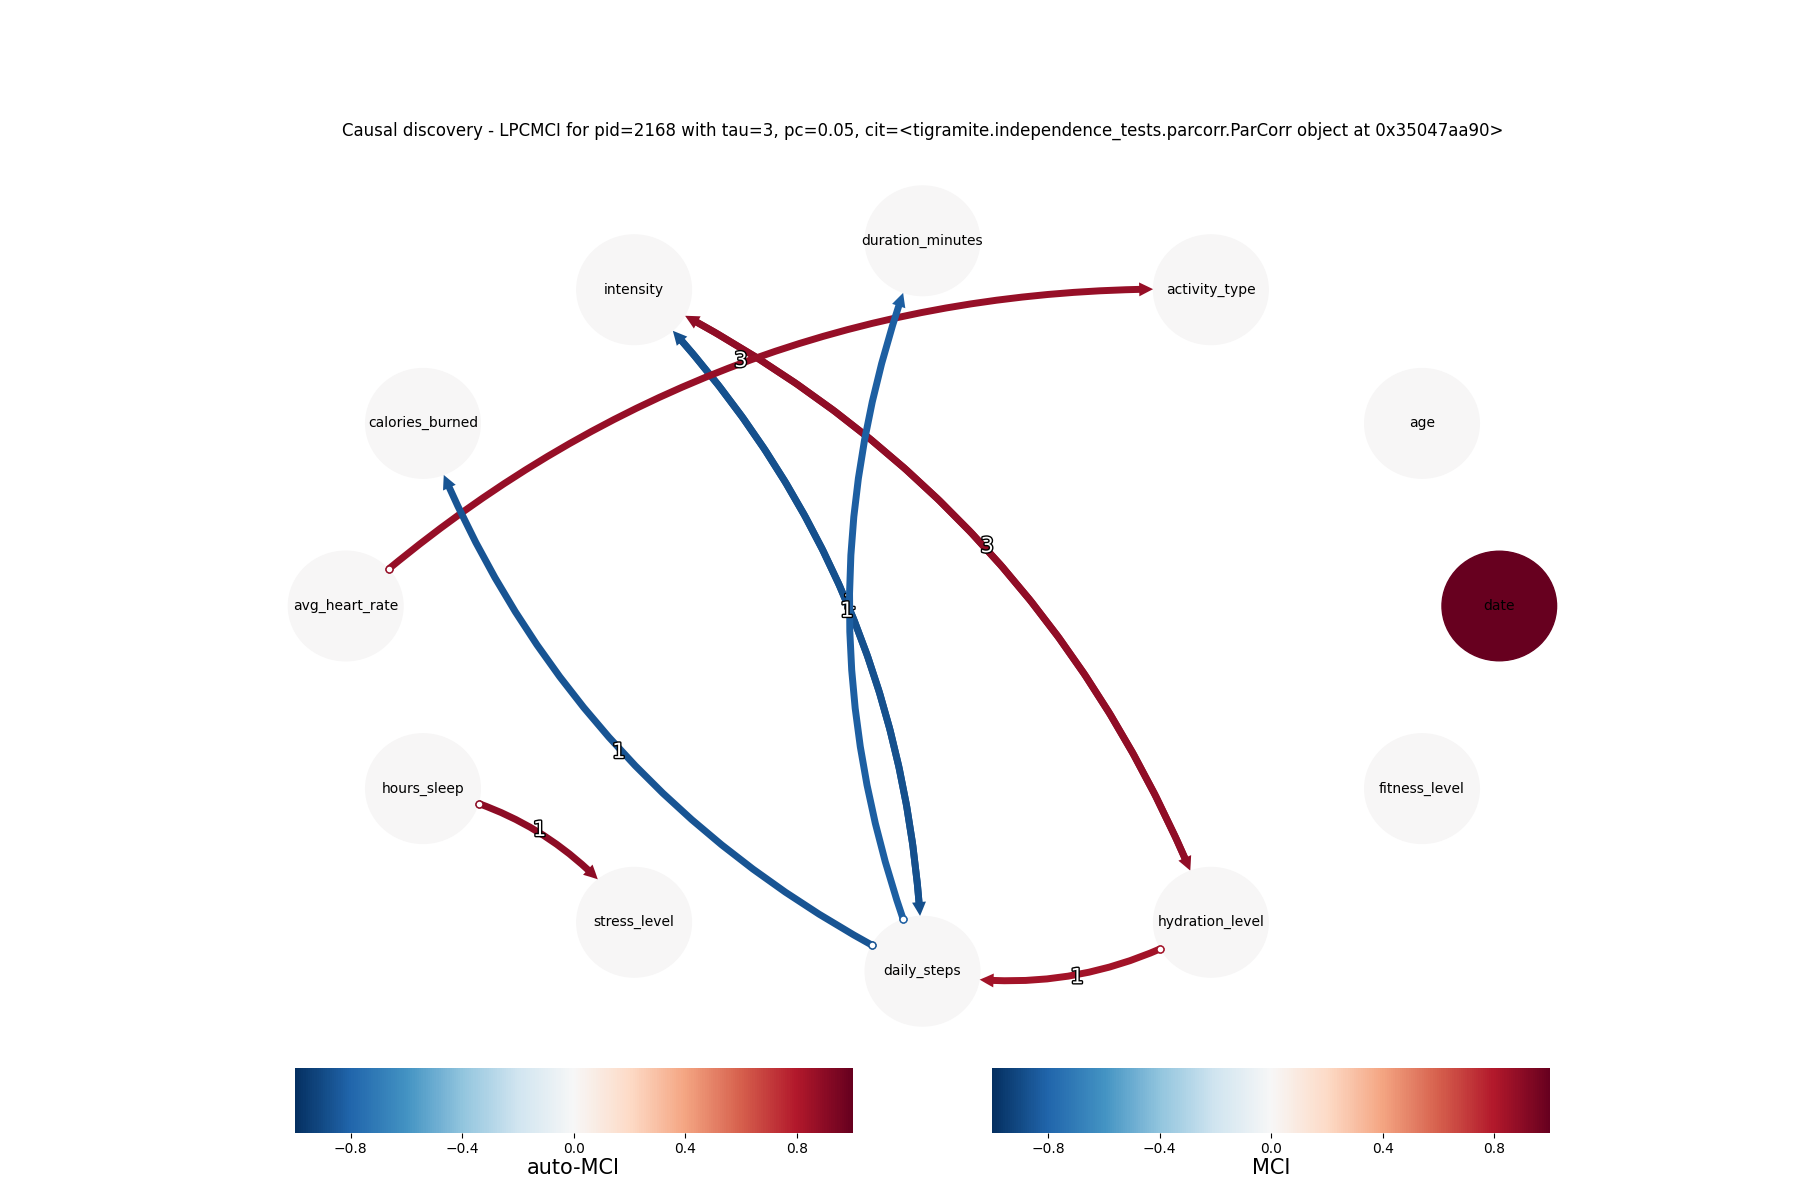 Causal discovery - LPCMCI for pid=2168 with tau=3, pc=0.05, cit=<tigramite.independence_tests.parcorr.ParCorr object at 0x35047aa90>
duration_minutes
intensity
activity_type
3
calories_burned
age
3
avg_heart_rate
1
date
1
hours_sleep
fitness_level
1
stress_level
hydration_level
daily_steps
1
−0.8 −0.4 0.0 0.4 0.8
auto-MCI
−0.8 −0.4 0.0 0.4 0.8
MCI